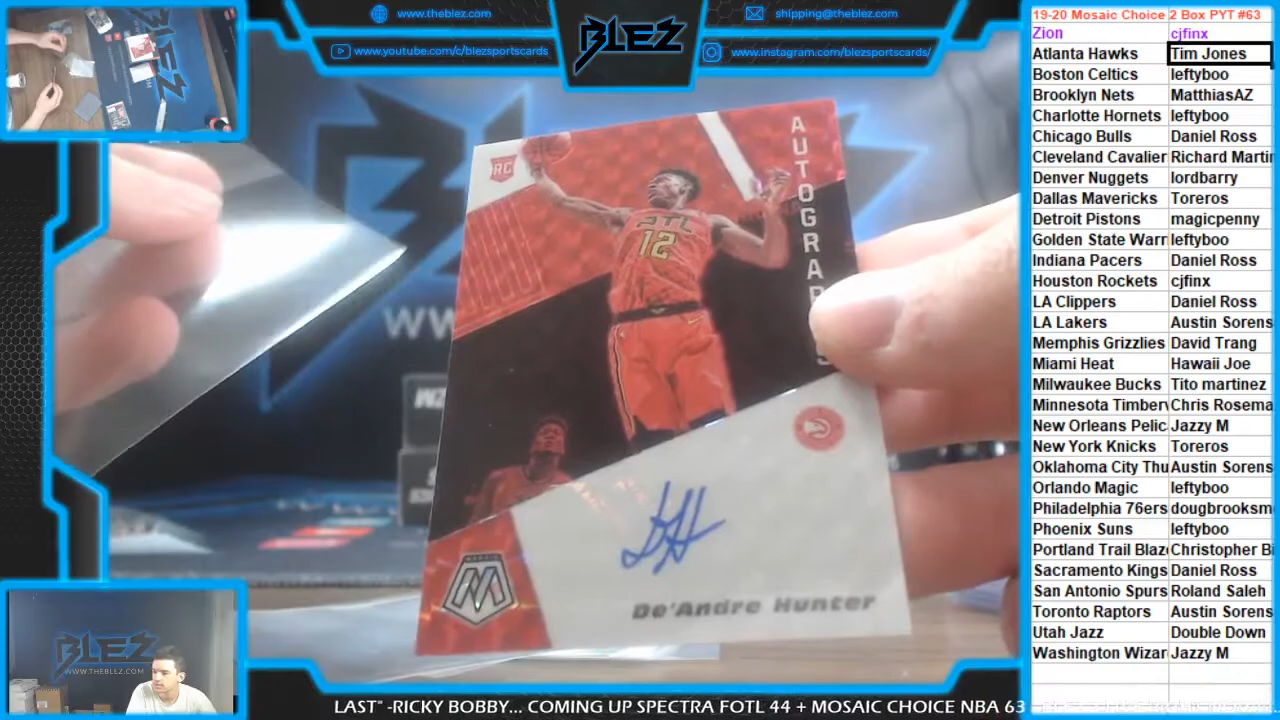 www.theblez.com
www.youtube.com/c/blezsportscards
BLEZ
shipping@theblez.com
www.instagram.com/blezsportscards/
RC
AUTOGRAP
ATL
12
De'Andre Hunter
MOSAIC
BLEZ
WWW.THEBLEZ.COM
LAST" -RICKY BOBBY... COMING UP SPECTRA FOTL 44 + MOSAIC CHOICE NBA 63
19-20 Mosaic Choice 2 Box PYT #63
Zion cjfinx
Atlanta Hawks Tim Jones
Boston Celtics leftyboo
Brooklyn Nets MatthiasAZ
Charlotte Hornets leftyboo
Chicago Bulls Daniel Ross
Cleveland Cavalier Richard Martin
Denver Nuggets lordbarry
Dallas Mavericks Toreros
Detroit Pistons magicpenny
Golden State Warr leftyboo
Indiana Pacers Daniel Ross
Houston Rockets cjfinx
LA Clippers Daniel Ross
LA Lakers Austin Sorens
Memphis Grizzlies David Trang
Miami Heat Hawaii Joe
Milwaukee Bucks Tito martinez
Minnesota Timberv Chris Rosema
New Orleans Pelic Jazzy M
New York Knicks Toreros
Oklahoma City Thu Austin Sorens
Orlando Magic leftyboo
Philadelphia 76ers dougbrooksm
Phoenix Suns leftyboo
Portland Trail Blaz Christopher B
Sacramento Kings Daniel Ross
San Antonio Spurs Roland Saleh
Toronto Raptors Austin Sorens
Utah Jazz Double Down
Washington Wizar Jazzy M